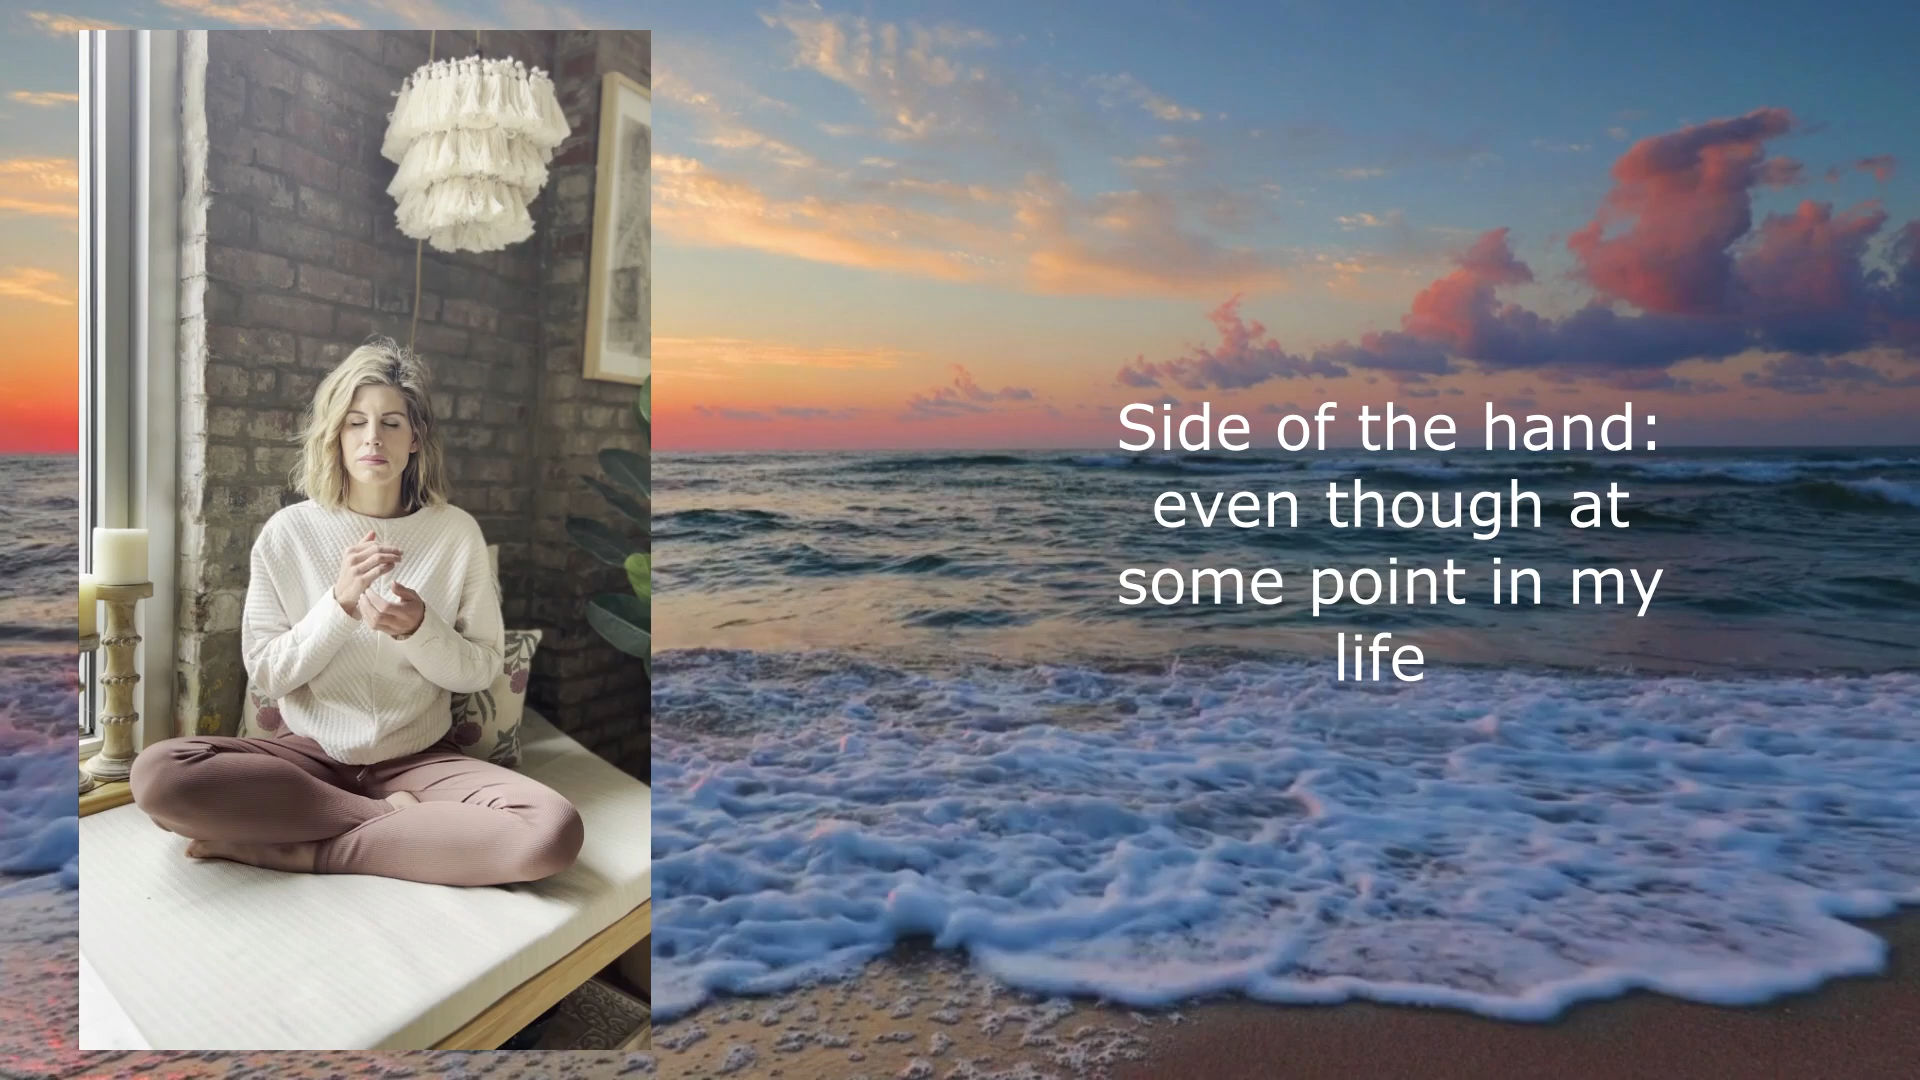 Side of the hand:
even though at
some point in my
life